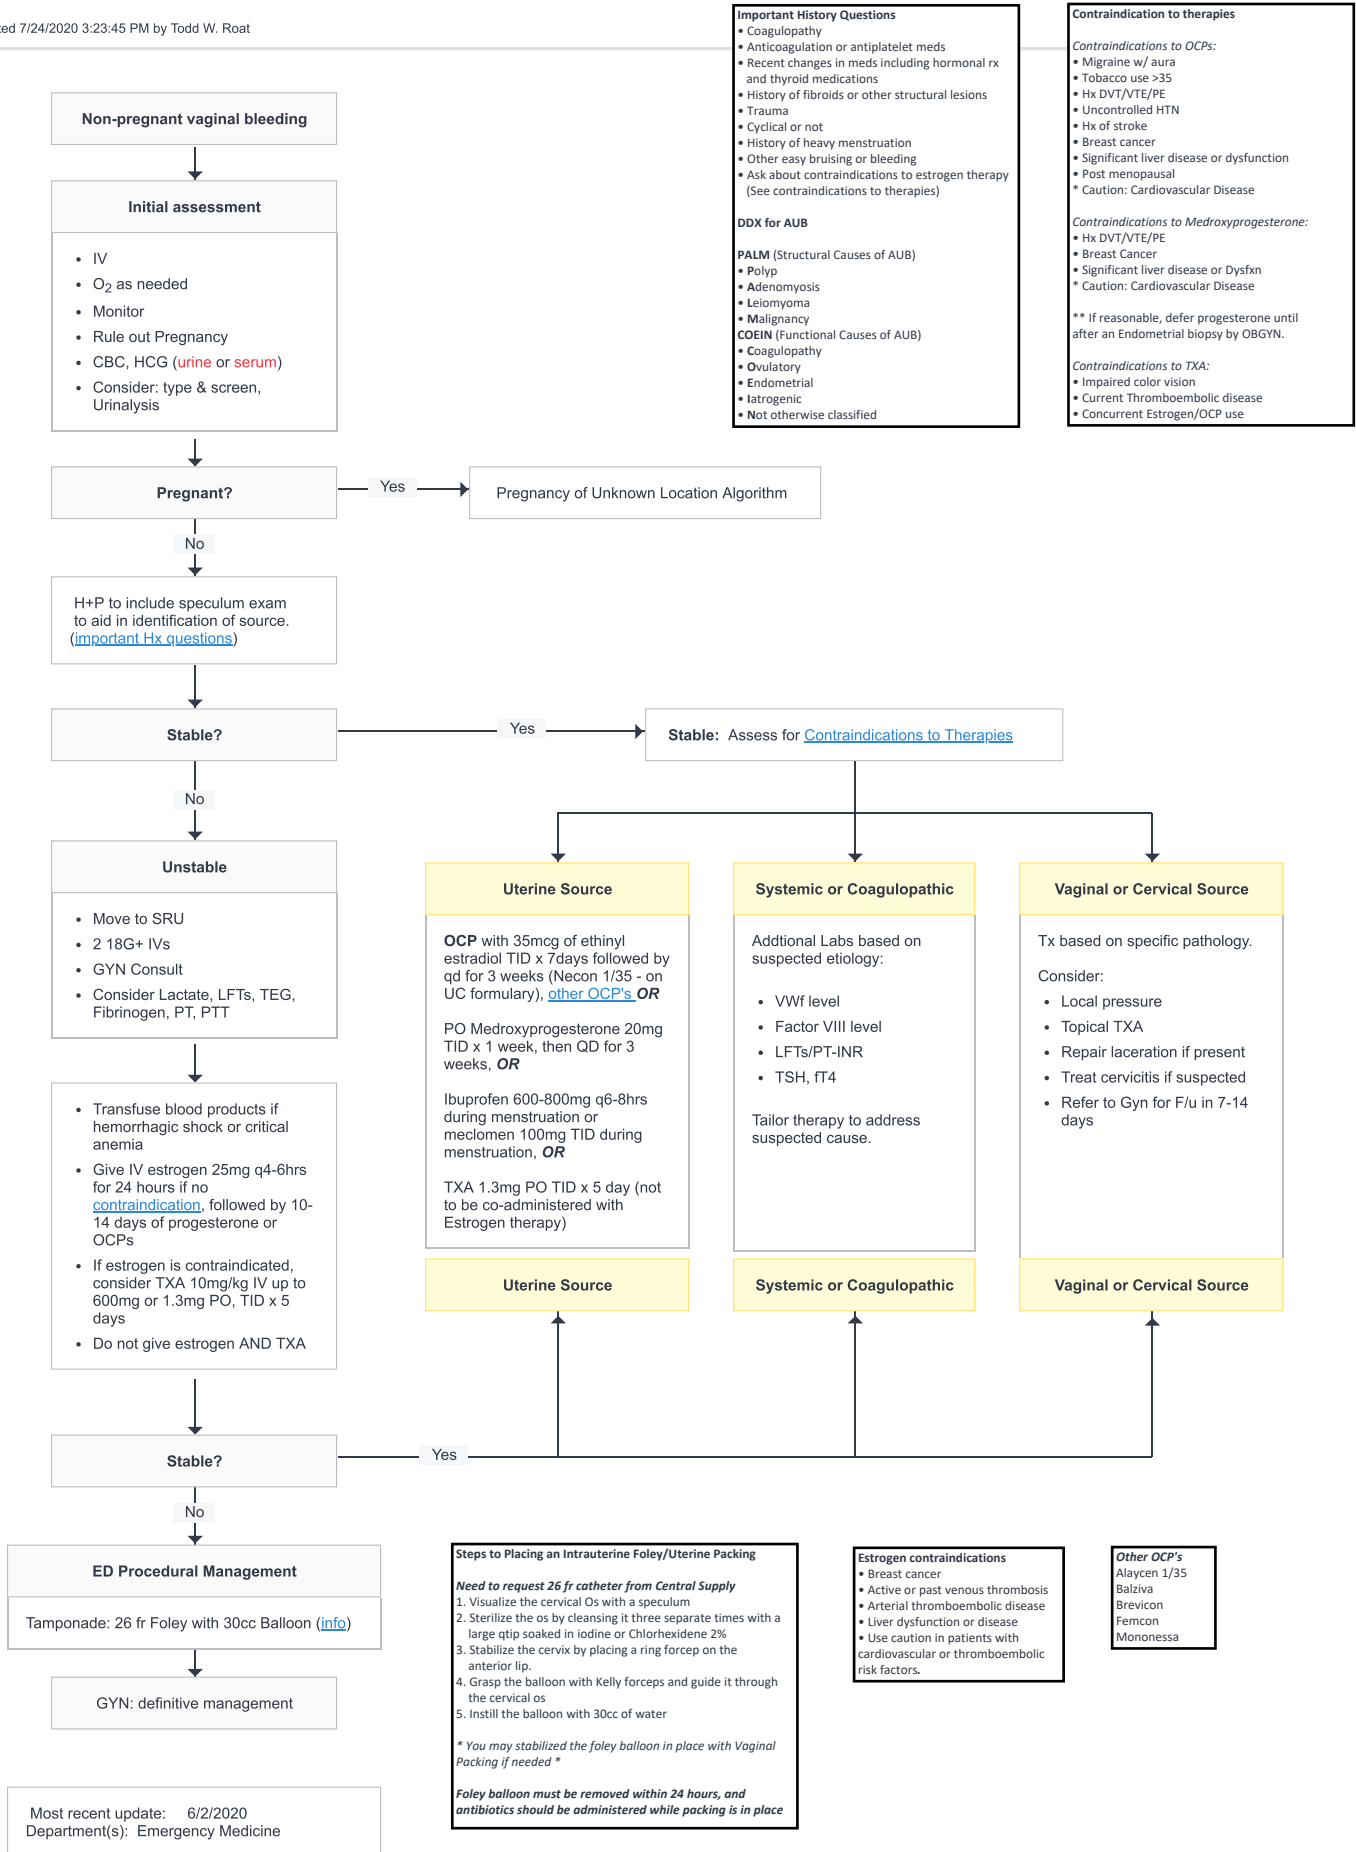 ted 7/24/2020 3:23:45 PM by Todd W. Roat
Important History Questions
• Coagulopathy
• Anticoagulation or antiplatelet meds
• Recent changes in meds including hormonal rx
and thyroid medications
• History of fibroids or other structural lesions
• Trauma
• Cyclical or not
• History of heavy menstruation
• Other easy bruising or bleeding
• Ask about contraindications to estrogen therapy
(See contraindications to therapies)
DDX for AUB
PALM (Structural Causes of AUB)
• Polyp
• Adenomyosis
• Leiomyoma
• Malignancy
COEIN (Functional Causes of AUB)
• Coagulopathy
• Ovulatory
• Endometrial
• Iatrogenic
• Not otherwise classified
Contraindication to therapies
Contraindications to OCPs:
• Migraine w/ aura
• Tobacco use >35
• Hx DVT/VTE/PE
• Uncontrolled HTN
• Hx of stroke
• Breast cancer
• Significant liver disease or dysfunction
• Post menopausal
* Caution: Cardiovascular Disease
Contraindications to Medroxyprogesterone:
• Hx DVT/VTE/PE
• Breast Cancer
• Significant liver disease or Dysfxn
* Caution: Cardiovascular Disease
** If reasonable, defer progesterone until
after an Endometrial biopsy by OBGYN.
Contraindications to TXA:
• Impaired color vision
• Current Thromboembolic disease
• Concurrent Estrogen/OCP use
Non-pregnant vaginal bleeding
Initial assessment
• IV
• O2 as needed
• Monitor
• Rule out Pregnancy
• CBC, HCG (urine or serum)
• Consider: type & screen,
Urinalysis
Pregnant?
Yes
Pregnancy of Unknown Location Algorithm
No
H+P to include speculum exam
to aid in identification of source.
(important Hx questions)
Stable?
Yes
Stable: Assess for Contraindications to Therapies
No
Unstable
• Move to SRU
• 2 18G+ IVs
• GYN Consult
• Consider Lactate, LFTs, TEG,
Fibrinogen, PT, PTT
• Transfuse blood products if
hemorrhagic shock or critical
anemia
• Give IV estrogen 25mg q4-6hrs
for 24 hours if no
contraindication, followed by 10-
14 days of progesterone or
OCPs
• If estrogen is contraindicated,
consider TXA 10mg/kg IV up to
600mg or 1.3mg PO, TID x 5
days
• Do not give estrogen AND TXA
Uterine Source
OCP with 35mcg of ethinyl
estradiol TID x 7days followed by
qd for 3 weeks (Necon 1/35 - on
UC formulary), other OCP's OR
PO Medroxyprogesterone 20mg
TID x 1 week, then QD for 3
weeks, OR
Ibuprofen 600-800mg q6-8hrs
during menstruation or
meclomen 100mg TID during
menstruation, OR
TXA 1.3mg PO TID x 5 day (not
to be co-administered with
Estrogen therapy)
Uterine Source
Systemic or Coagulopathic
Addtional Labs based on
suspected etiology:
• VWf level
• Factor VIII level
• LFTs/PT-INR
• TSH, fT4
Tailor therapy to address
suspected cause.
Systemic or Coagulopathic
Vaginal or Cervical Source
Tx based on specific pathology.
Consider:
• Local pressure
• Topical TXA
• Repair laceration if present
• Treat cervicitis if suspected
• Refer to Gyn for F/u in 7-14
days
Vaginal or Cervical Source
Stable?
Yes
No
ED Procedural Management
Tamponade: 26 fr Foley with 30cc Balloon (info)
GYN: definitive management
Steps to Placing an Intrauterine Foley/Uterine Packing
Need to request 26 fr catheter from Central Supply
1. Visualize the cervical Os with a speculum
2. Sterilize the os by cleansing it three separate times with a
large qtip soaked in iodine or Chlorhexidene 2%
3. Stabilize the cervix by placing a ring forcep on the
anterior lip.
4. Grasp the balloon with Kelly forceps and guide it through
the cervical os
5. Instill the balloon with 30cc of water
* You may stabilized the foley balloon in place with Vaginal
Packing if needed *
Foley balloon must be removed within 24 hours, and
antibiotics should be administered while packing is in place
Estrogen contraindications
• Breast cancer
• Active or past venous thrombosis
• Arterial thromboembolic disease
• Liver dysfunction or disease
• Use caution in patients with
cardiovascular or thromboembolic
risk factors.
Other OCP's
Alaycen 1/35
Balziva
Brevicon
Femcon
Mononessa
Most recent update: 6/2/2020
Department(s): Emergency Medicine